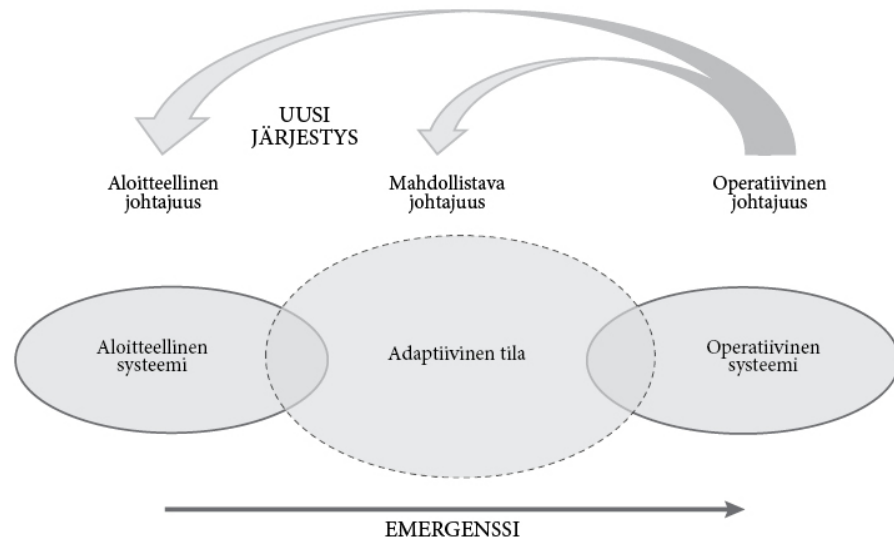 UUSI
JÄRJESTYS
Aloitteellinen
johtajuus
Mahdollistava
johtajuus
Operatiivinen
johtajuus
Aloitteellinen
systeemi
Adaptiivinen tila
Operatiivinen
systeemi
EMERGENSSI